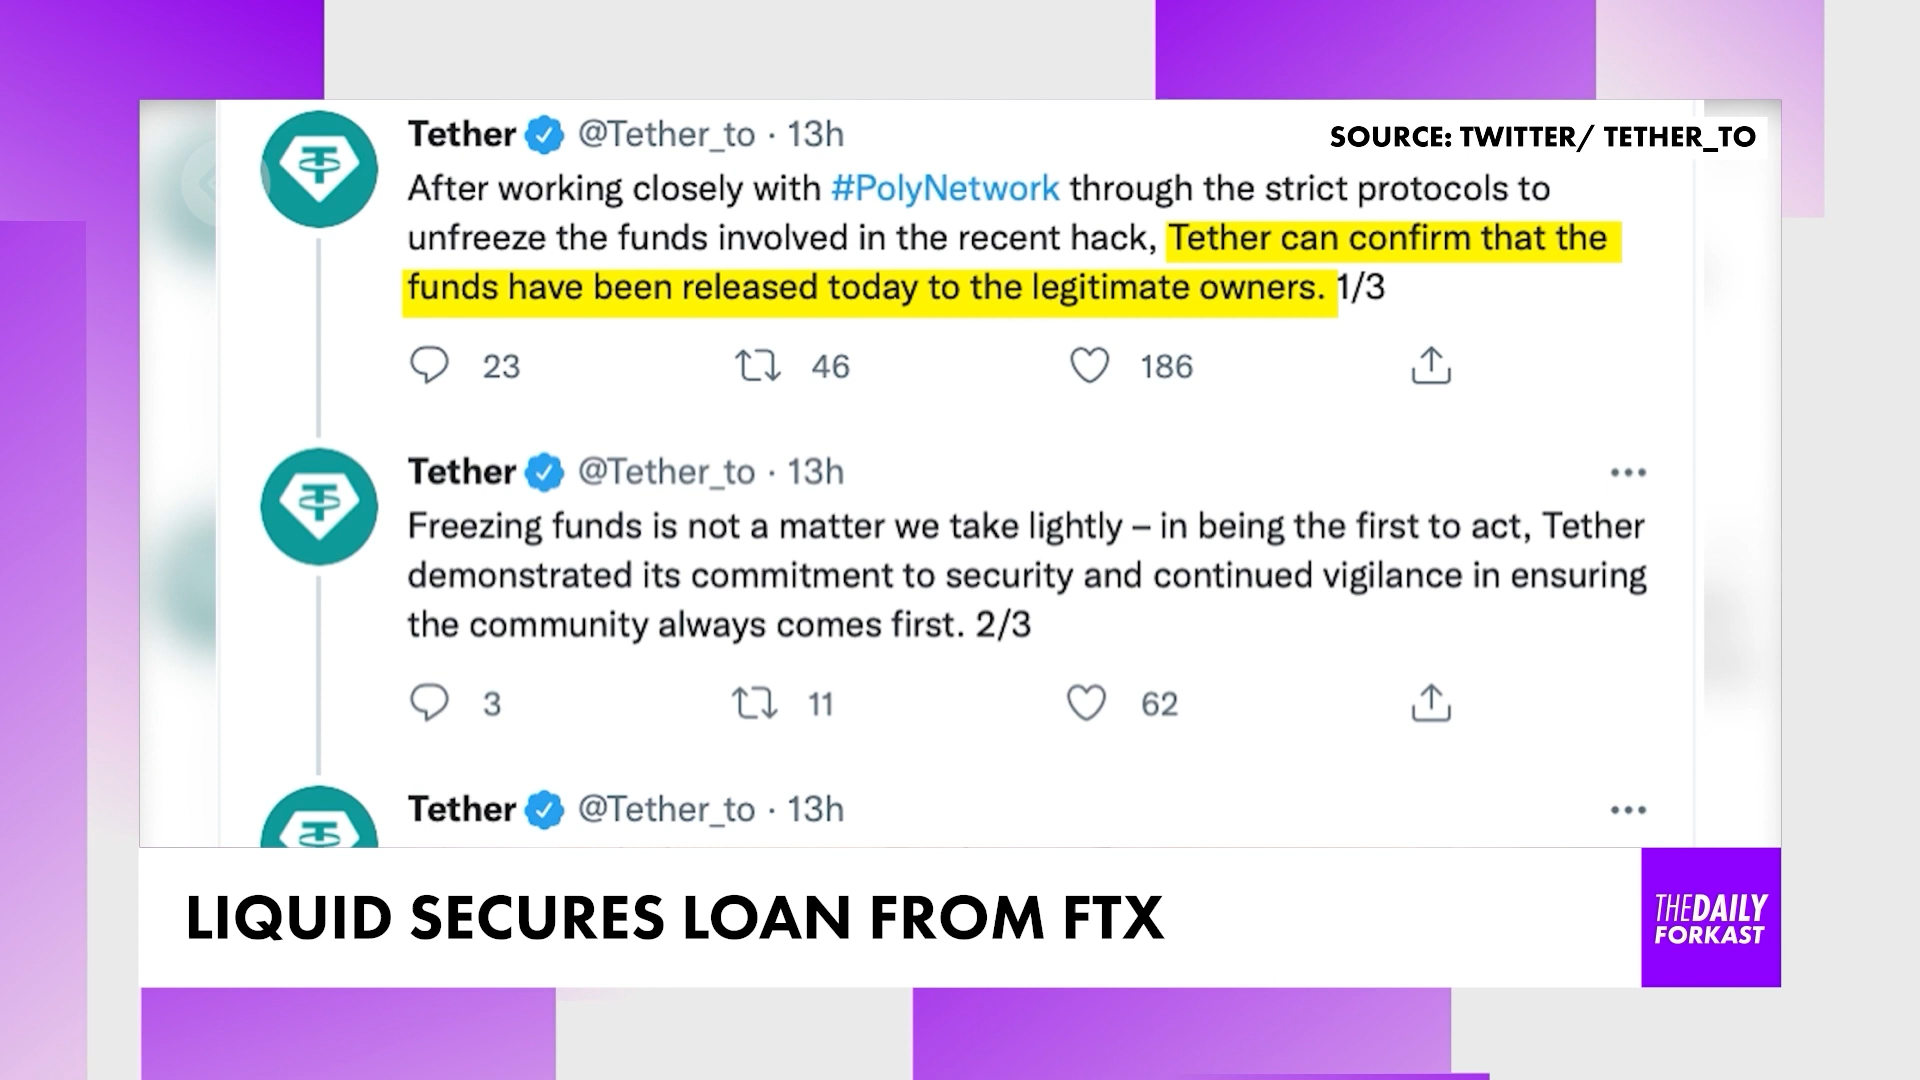 Tether @Tether_to · 13h
SOURCE: TWITTER/ TETHER_TO
After working closely with #PolyNetwork through the strict protocols to
unfreeze the funds involved in the recent hack, Tether can confirm that the
funds have been released today to the legitimate owners. 1/3
23 46 186
Tether @Tether_to · 13h
Freezing funds is not a matter we take lightly – in being the first to act, Tether
demonstrated its commitment to security and continued vigilance in ensuring
the community always comes first. 2/3
3 11 62
Tether @Tether_to · 13h
LIQUID SECURES LOAN FROM FTX
THEDAILY
FORKAST